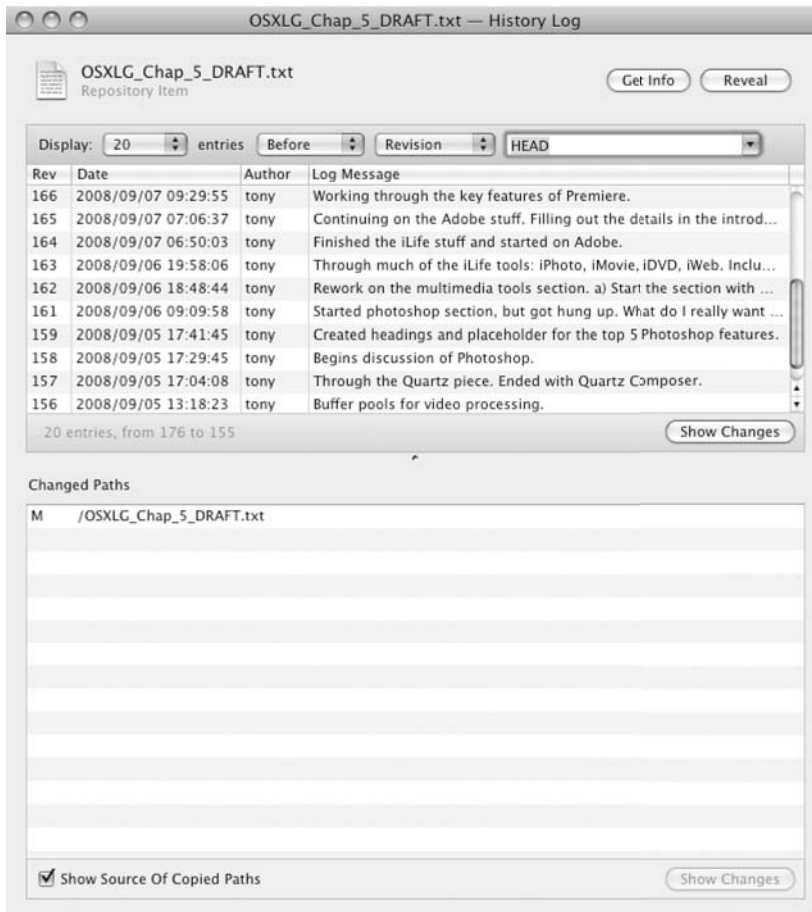 OSXLG_Chap_5_DRAFT.txt — History Log
OSXLG_Chap_5_DRAFT.txt
Repository Item
Get Info
Reveal
Display: 20 entries Before Revision HEAD
Rev Date Author Log Message
166 2008/09/07 09:29:55 tony Working through the key features of Premiere.
165 2008/09/07 07:06:37 tony Continuing on the Adobe stuff. Filling out the details in the introd...
164 2008/09/07 06:50:03 tony Finished the iLife stuff and started on Adobe.
163 2008/09/06 19:58:06 tony Through much of the iLife tools: iPhoto, iMovie, iDVD, iWeb. Inclu...
162 2008/09/06 18:48:44 tony Rework on the multimedia tools section. a) Start the section with ...
161 2008/09/06 09:09:58 tony Started photoshop section, but got hung up. What do I really want ...
159 2008/09/05 17:41:45 tony Created headings and placeholder for the top 5 Photoshop features.
158 2008/09/05 17:29:45 tony Begins discussion of Photoshop.
157 2008/09/05 17:04:08 tony Through the Quartz piece. Ended with Quartz Composer.
156 2008/09/05 13:18:23 tony Buffer pools for video processing.
20 entries, from 176 to 155
Show Changes
Changed Paths
M /OSXLG_Chap_5_DRAFT.txt
Show Source Of Copied Paths
Show Changes